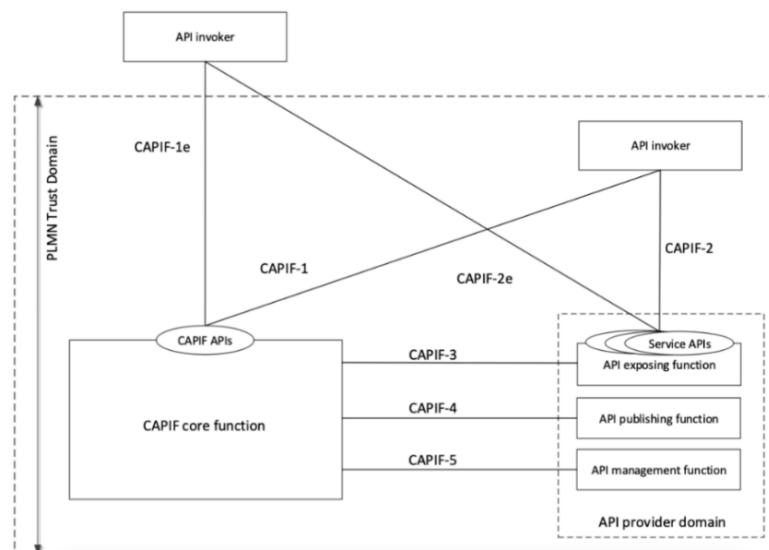 API invoker
CAPIF-1e
API invoker
PLMN Trust Domain
CAPIF-1
CAPIF-2e
CAPIF-2
CAPIF APIs
Service APIs
CAPIF-3
API exposing function
CAPIF core function
CAPIF-4
API publishing function
CAPIF-5
API management function
API provider domain